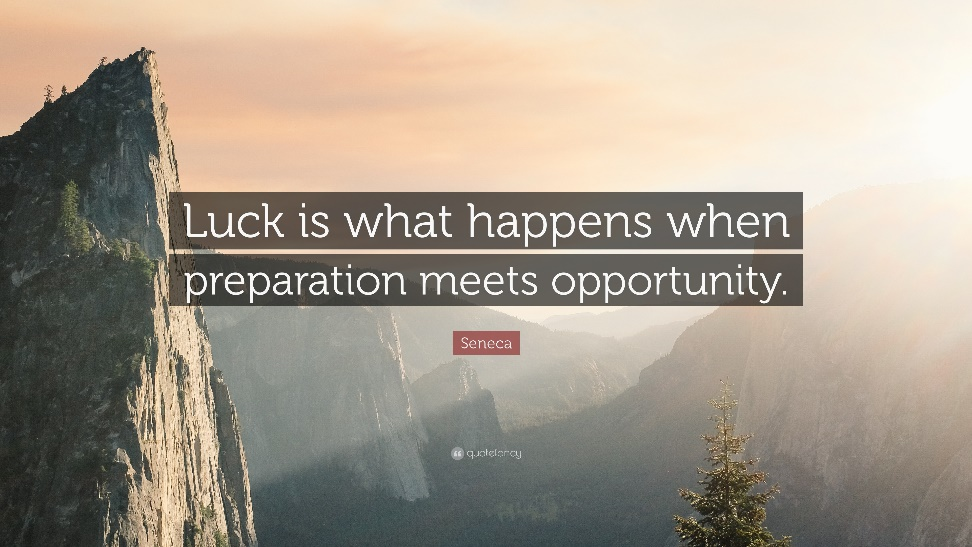 Luck is what happens when
preparation meets opportunity.
Seneca
quotefancy